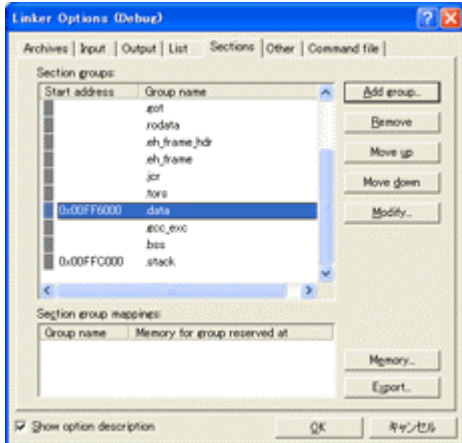 Linker Options (Debug)
Archives Input Output List Sections Other Command file
Section groups:
Start address Group name
.got
.rodata
.eh_frame_hdr
.eh_frame
.jcr
.tors
0x00FF6000 .data
.gcc_exc
.bss
0x00FFC000 .stack
Add group...
Remove
Move up
Move down
Modify...
Section group mappings:
Group name Memory for group reserved at
Memory...
Export...
Show option description
OK
キャンセル